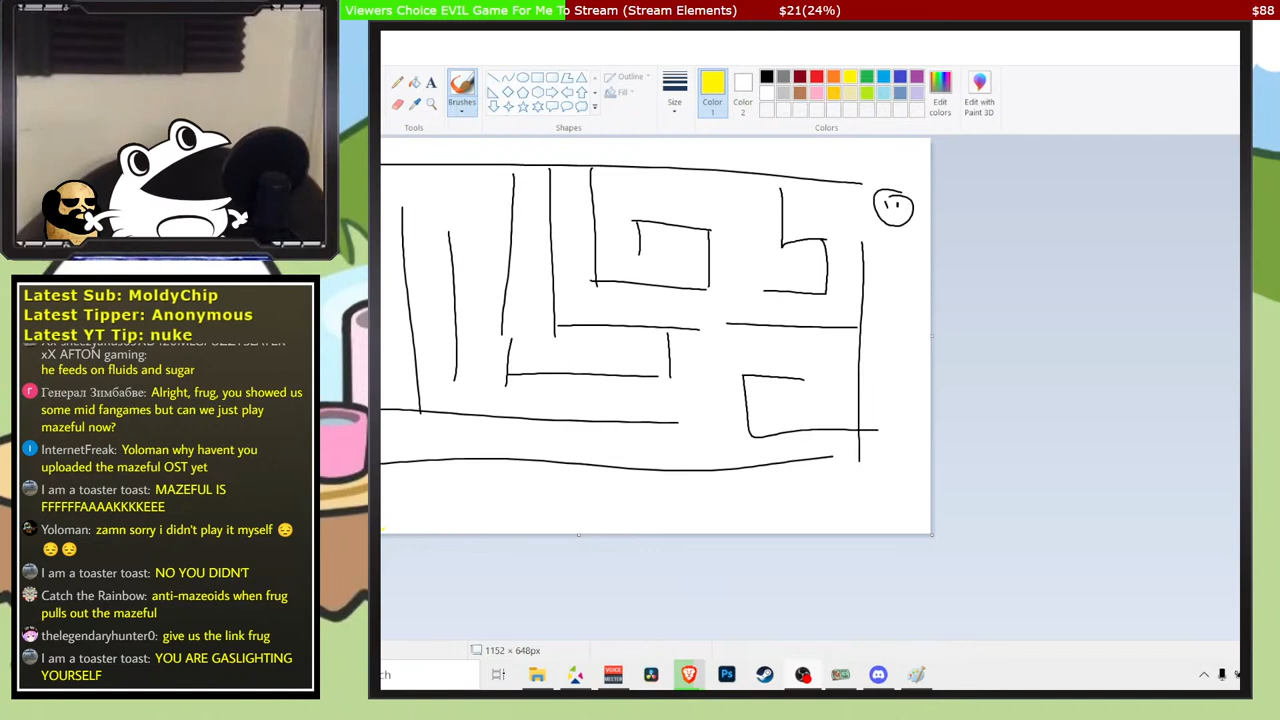 Viewers Choice EVIL Game For Me To Stream (Stream Elements) $21(24%) $88
Tools
Brushes
Shapes
Outline
Fill
Size
Color 1
Color 2
Colors
Edit colors
Edit with Paint 3D
Latest Sub: MoldyChip
Latest Tipper: Anonymous
Latest YT Tip: nuke
xX AFTON gaming:
he feeds on fluids and sugar
Генерал Зимбабве: Alright, frug, you showed us
some mid fangames but can we just play
mazeful now?
InternetFreak: Yoloman why havent you
uploaded the mazeful OST yet
I am a toaster toast: MAZEFUL IS
FFFFFFAAAAKKKKEEE
Yoloman: zamn sorry i didn't play it myself
I am a toaster toast: NO YOU DIDN'T
Catch the Rainbow: anti-mazeoids when frug
pulls out the mazeful
thelegendaryhunter0: give us the link frug
I am a toaster toast: YOU ARE GASLIGHTING
YOURSELF
1152 × 648px
ch
VOICE
MEETER
Ps